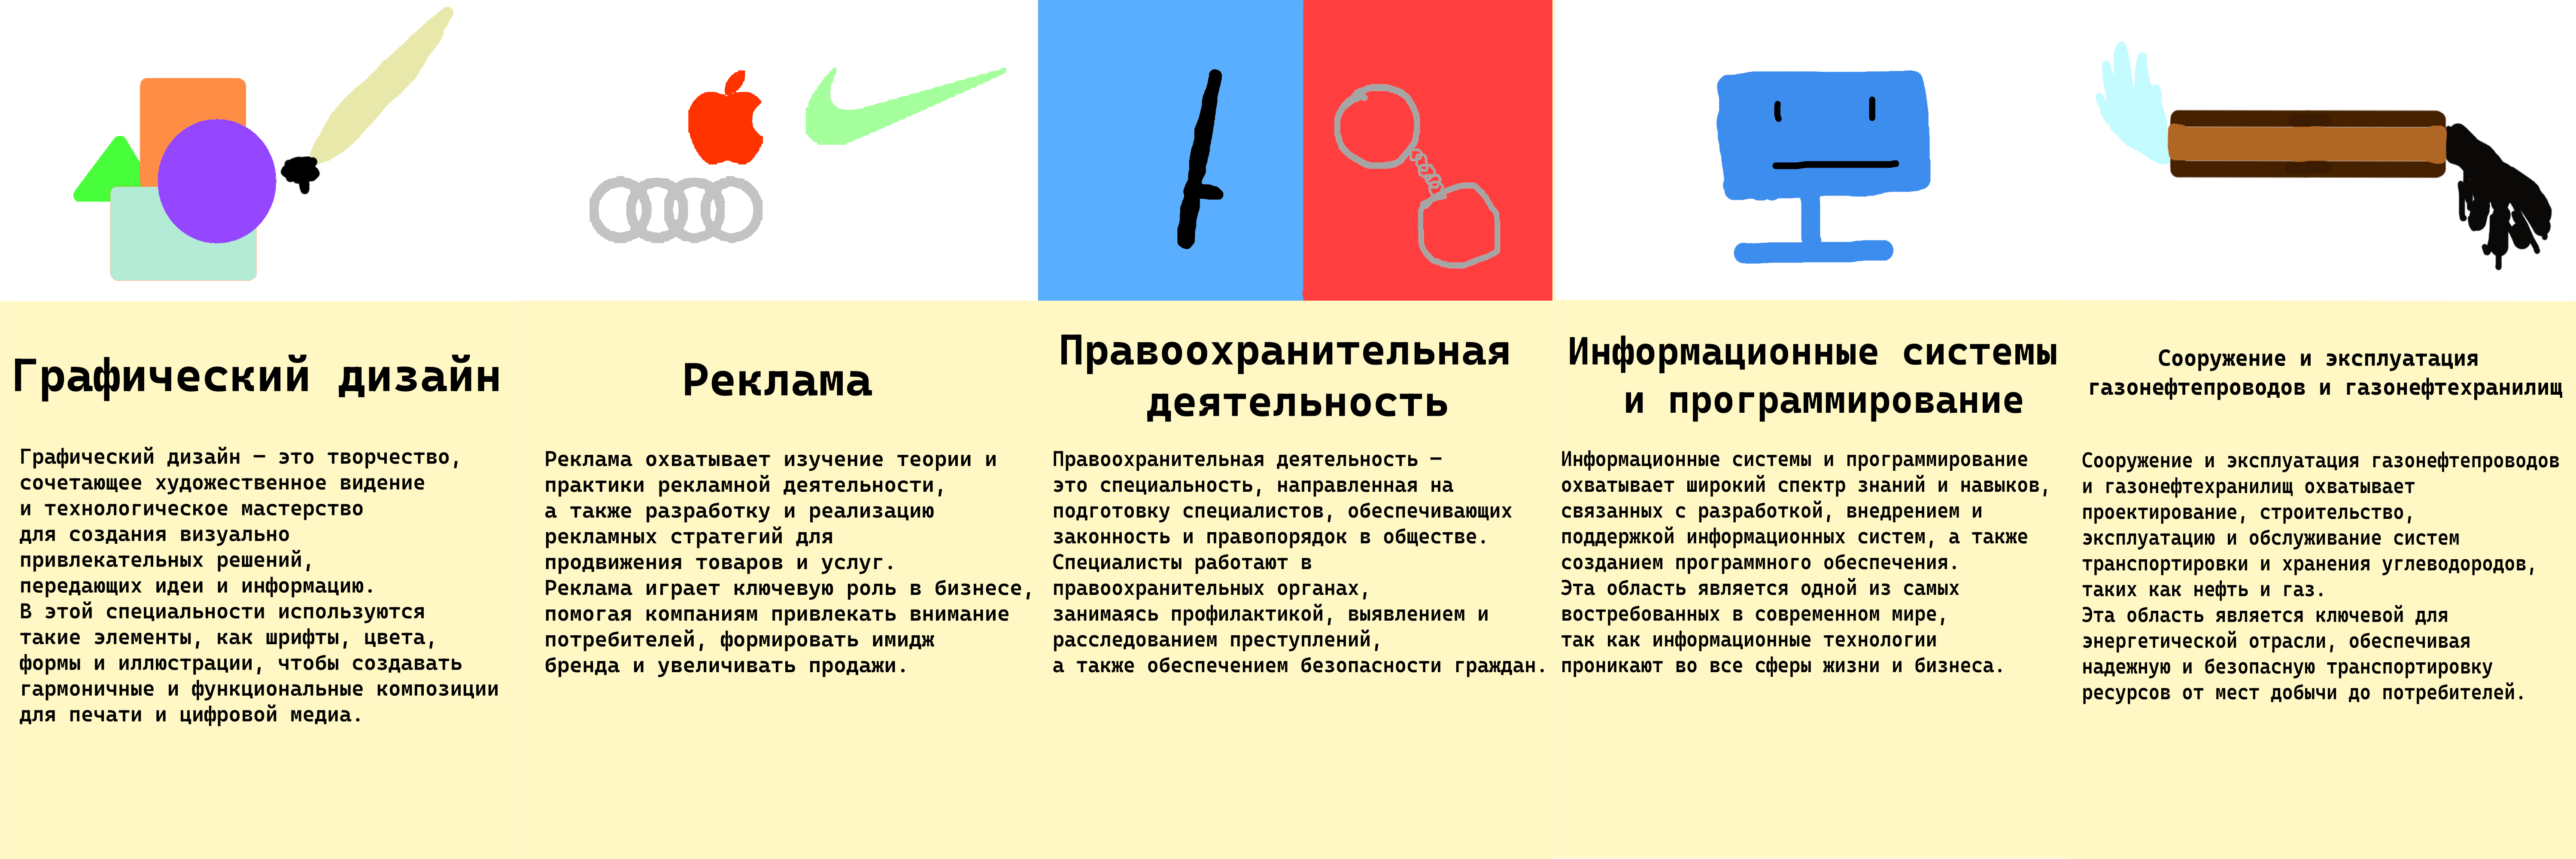 Графический дизайн
Графический дизайн — это творчество,
сочетающее художественное видение
и технологическое мастерство
для создания визуально
привлекательных решений,
передающих идеи и информацию.
В этой специальности используются
такие элементы, как шрифты, цвета,
формы и иллюстрации, чтобы создавать
гармоничные и функциональные композиции
для печати и цифровой медиа.
Реклама
Реклама охватывает изучение теории и
практики рекламной деятельности,
а также разработку и реализацию
рекламных стратегий для
продвижения товаров и услуг.
Реклама играет ключевую роль в бизнесе,
помогая компаниям привлекать внимание
потребителей, формировать имидж
бренда и увеличивать продажи.
Правоохранительная
деятельность
Правоохранительная деятельность —
это специальность, направленная на
подготовку специалистов, обеспечивающих
законность и правопорядок в обществе.
Специалисты работают в
правоохранительных органах,
занимаясь профилактикой, выявлением и
расследованием преступлений,
а также обеспечением безопасности граждан.
Информационные системы
и программирование
Информационные системы и программирование
охватывает широкий спектр знаний и навыков,
связанных с разработкой, внедрением и
поддержкой информационных систем, а также
созданием программного обеспечения.
Эта область является одной из самых
востребованных в современном мире,
так как информационные технологии
проникают во все сферы жизни и бизнеса.
Сооружение и эксплуатация
газонефтепроводов и газонефтехранилищ
Сооружение и эксплуатация газонефтепроводов
и газонефтехранилищ охватывает
проектирование, строительство,
эксплуатацию и обслуживание систем
транспортировки и хранения углеводородов,
таких как нефть и газ.
Эта область является ключевой для
энергетической отрасли, обеспечивая
надежную и безопасную транспортировку
ресурсов от мест добычи до потребителей.